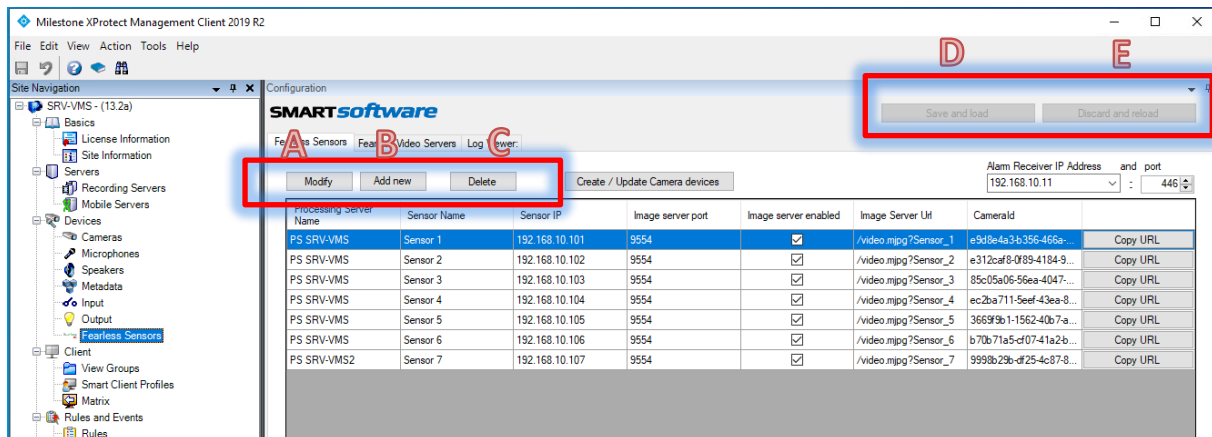 Milestone XProtect Management Client 2019 R2
File Edit View Action Tools Help
D E
Site Navigation
Configuration
SRV-VMS - (13.2a)
Basics
License Information
Site Information
Servers
Recording Servers
Mobile Servers
Devices
Cameras
Microphones
Speakers
Metadata
Input
Output
Fearless Sensors
Client
View Groups
Smart Client Profiles
Matrix
Rules and Events
Rules
SMARTsoftware
Save and load Discard and reload
A B C
Fearless Sensors Video Servers Log Viewer:
Modify Add new Delete Create / Update Camera devices
Alarm Receiver IP Address and port
192.168.10.11 : 446
Processing Server Name Sensor Name Sensor IP Image server port Image server enabled Image Server Url CameraId
PS SRV-VMS Sensor 1 192.168.10.101 9554 /video.mjpg?Sensor_1 e9d8e4a3-b356-466a-... Copy URL
PS SRV-VMS Sensor 2 192.168.10.102 9554 /video.mjpg?Sensor_2 e312caf8-0f89-4184-9... Copy URL
PS SRV-VMS Sensor 3 192.168.10.103 9554 /video.mjpg?Sensor_3 85c05a06-56ea-4047-... Copy URL
PS SRV-VMS Sensor 4 192.168.10.104 9554 /video.mjpg?Sensor_4 ec2ba711-5eef-43ea-8... Copy URL
PS SRV-VMS Sensor 5 192.168.10.105 9554 /video.mjpg?Sensor_5 3669f9b1-1562-40b7-a... Copy URL
PS SRV-VMS Sensor 6 192.168.10.106 9554 /video.mjpg?Sensor_6 b70b71a5-cf07-41a2-b... Copy URL
PS SRV-VMS2 Sensor 7 192.168.10.107 9554 /video.mjpg?Sensor_7 9998b29b-df25-4c87-8... Copy URL